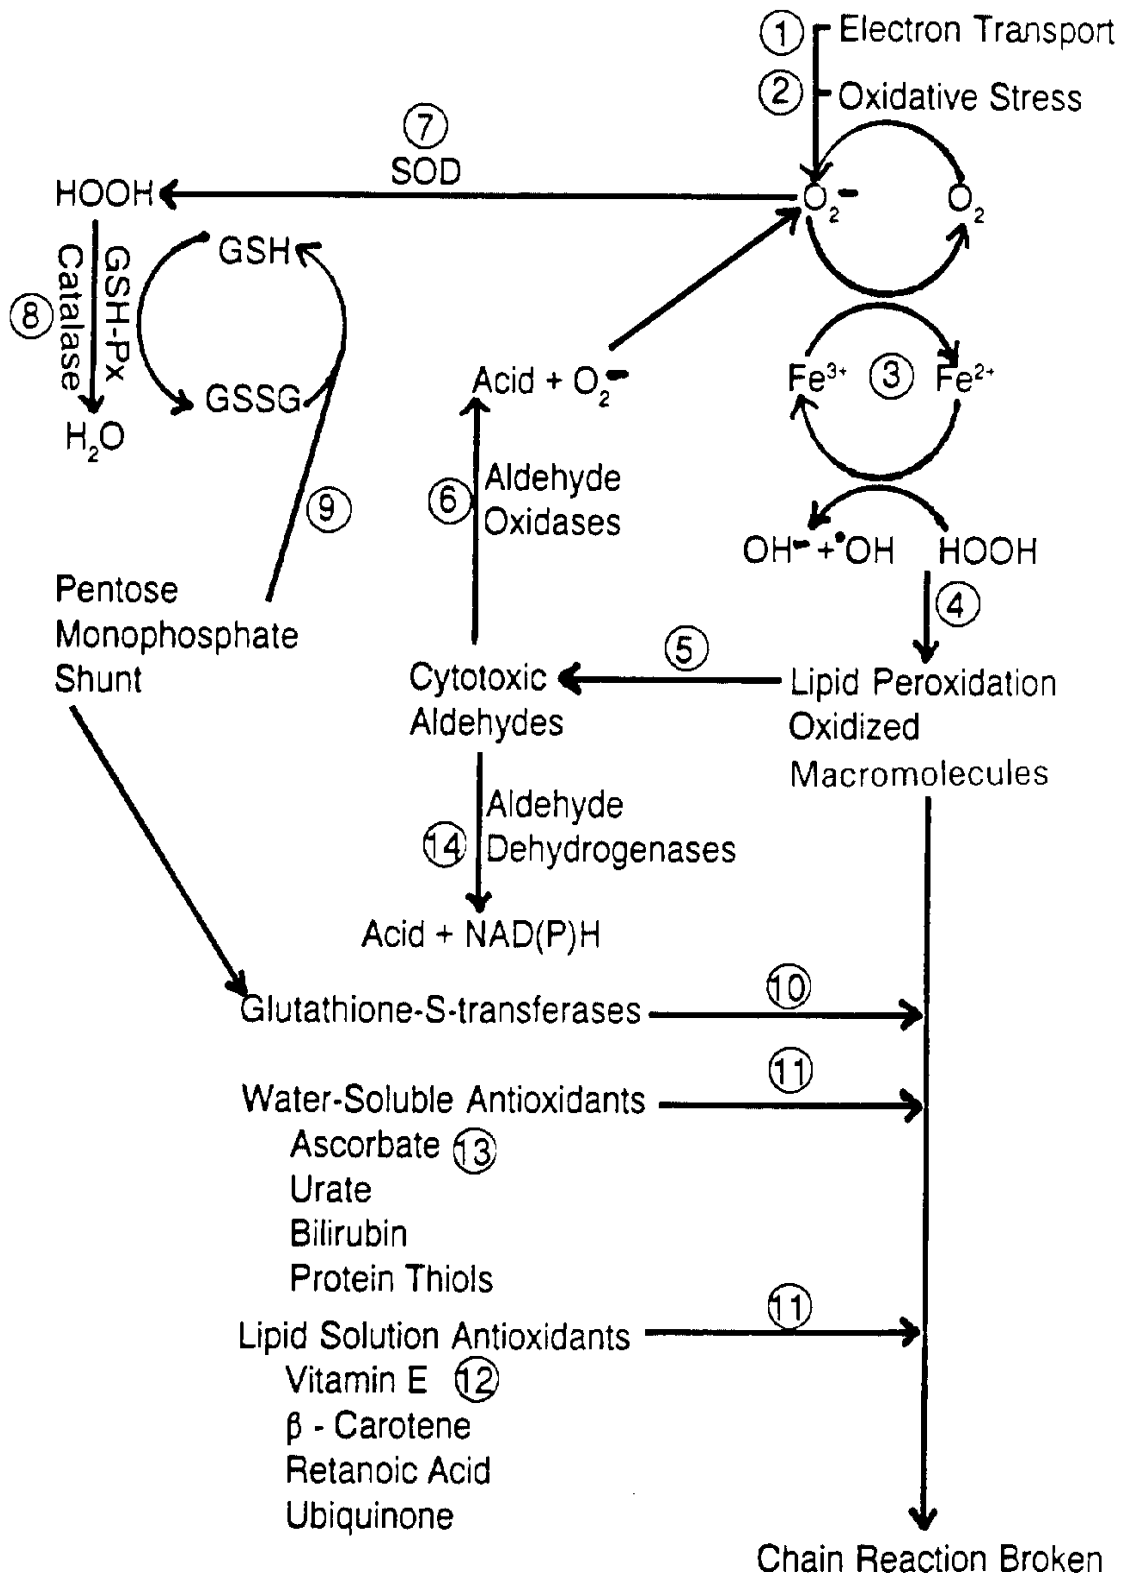 ① Electron Transport
② Oxidative Stress
⑦
SOD
HOOH
O₂⁻
O₂
GSH
GSH-Px
Catalase
⑧
GSSG
H₂O
Acid + O₂⁻
Fe³⁺ ③ Fe²⁺
⑥ Aldehyde
Oxidases
⑨
OH⁻ + •OH HOOH
④
Pentose
Monophosphate
Shunt
⑤
Cytotoxic
Aldehydes
Lipid Peroxidation
Oxidized
Macromolecules
⑭ Aldehyde
Dehydrogenases
Acid + NAD(P)H
Glutathione-S-transferases ⑩
Water-Soluble Antioxidants ⑪
Ascorbate ⑬
Urate
Bilirubin
Protein Thiols
Lipid Solution Antioxidants ⑪
Vitamin E ⑫
β - Carotene
Retanoic Acid
Ubiquinone
Chain Reaction Broken